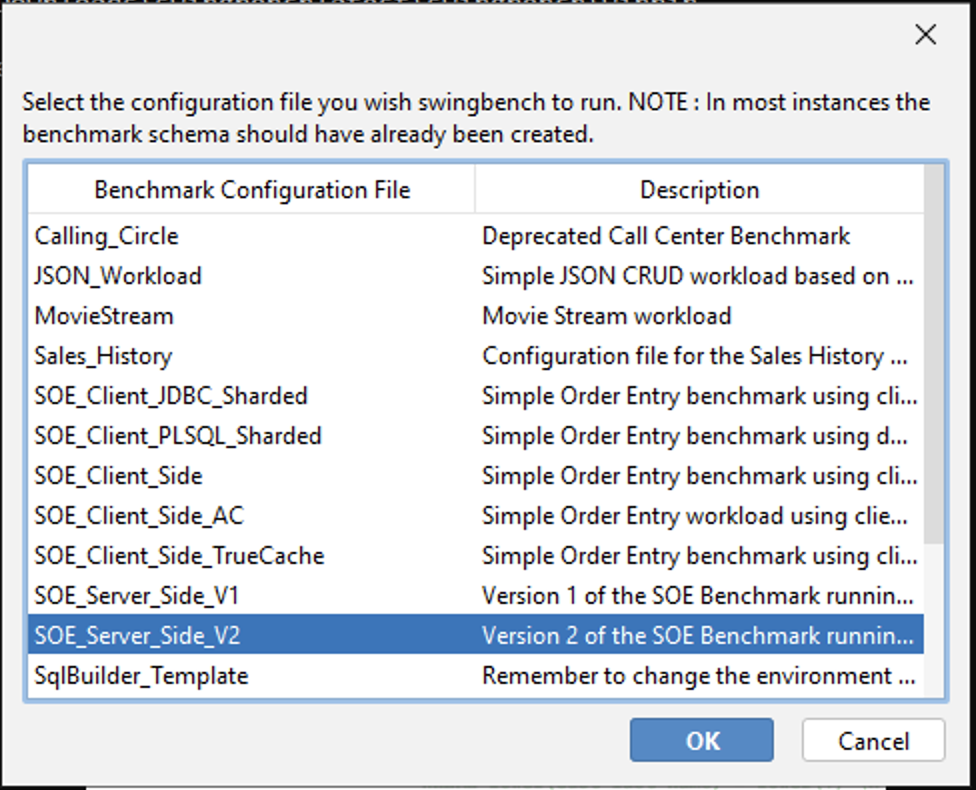 Select the configuration file you wish swingbench to run. NOTE : In most instances the
benchmark schema should have already been created.
Benchmark Configuration File Description
Calling_Circle Deprecated Call Center Benchmark
JSON_Workload Simple JSON CRUD workload based on ...
MovieStream Movie Stream workload
Sales_History Configuration file for the Sales History ...
SOE_Client_JDBC_Sharded Simple Order Entry benchmark using cli...
SOE_Client_PLSQL_Sharded Simple Order Entry benchmark using d...
SOE_Client_Side Simple Order Entry benchmark using cli...
SOE_Client_Side_AC Simple Order Entry workload using clie...
SOE_Client_Side_TrueCache Simple Order Entry benchmark using cli...
SOE_Server_Side_V1 Version 1 of the SOE Benchmark runnin...
SOE_Server_Side_V2 Version 2 of the SOE Benchmark runnin...
SqlBuilder_Template Remember to change the environment ...
OK Cancel